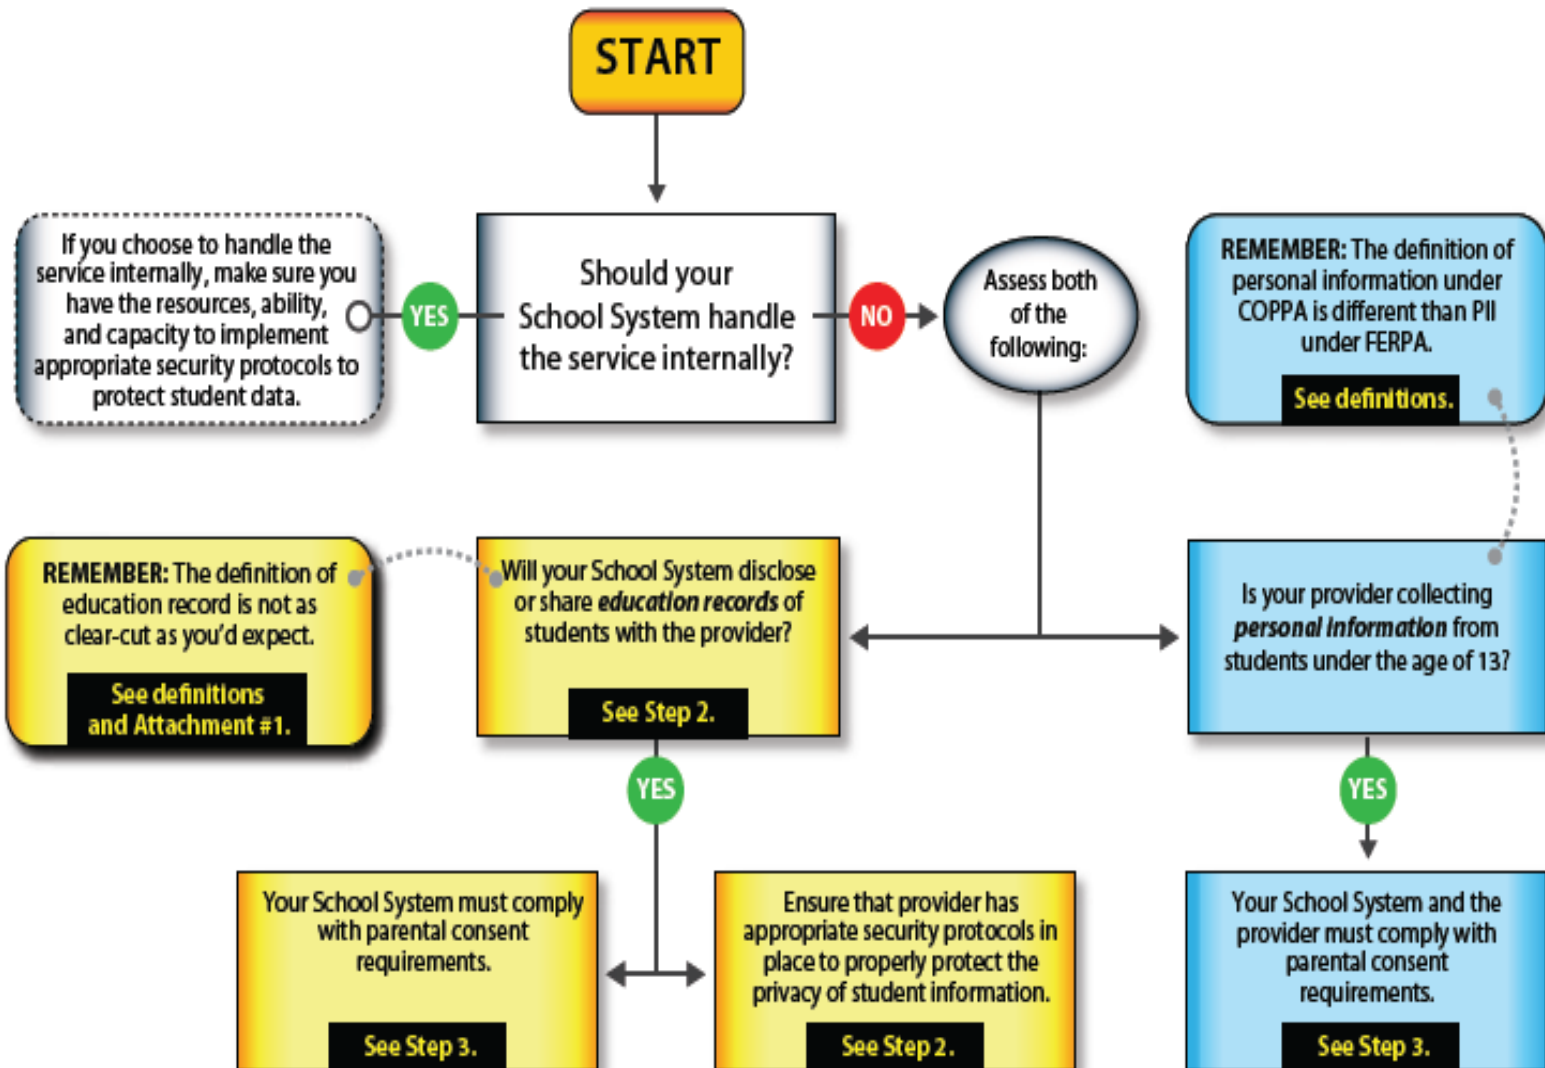 START
If you choose to handle the
service internally, make sure you
have the resources, ability,
and capacity to implement
appropriate security protocols to
protect student data.
YES
Should your
School System handle
the service internally?
NO
Assess both
of the
following:
REMEMBER: The definition of
personal information under
COPPA is different than PII
under FERPA.
See definitions.
REMEMBER: The definition of
education record is not as
clear-cut as you'd expect.
See definitions
and Attachment #1.
Will your School System disclose
or share education records of
students with the provider?
See Step 2.
Is your provider collecting
personal information from
students under the age of 13?
YES
YES
Your School System must comply
with parental consent
requirements.
See Step 3.
Ensure that provider has
appropriate security protocols in
place to properly protect the
privacy of student information.
See Step 2.
Your School System and the
provider must comply with
parental consent
requirements.
See Step 3.